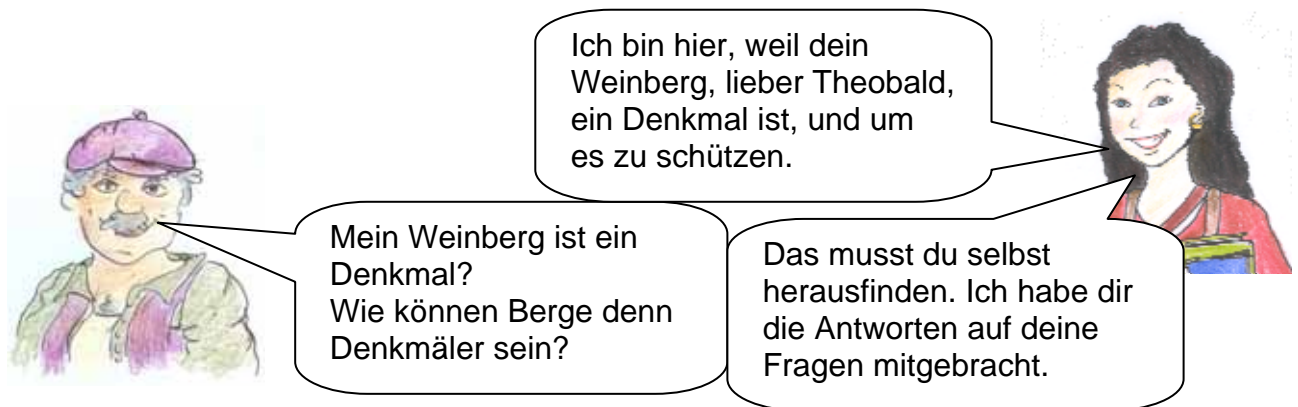 Ich bin hier, weil dein
Weinberg, lieber Theobald,
ein Denkmal ist, und um
es zu schützen.
Mein Weinberg ist ein
Denkmal?
Wie können Berge denn
Denkmäler sein?
Das musst du selbst
herausfinden. Ich habe dir
die Antworten auf deine
Fragen mitgebracht.